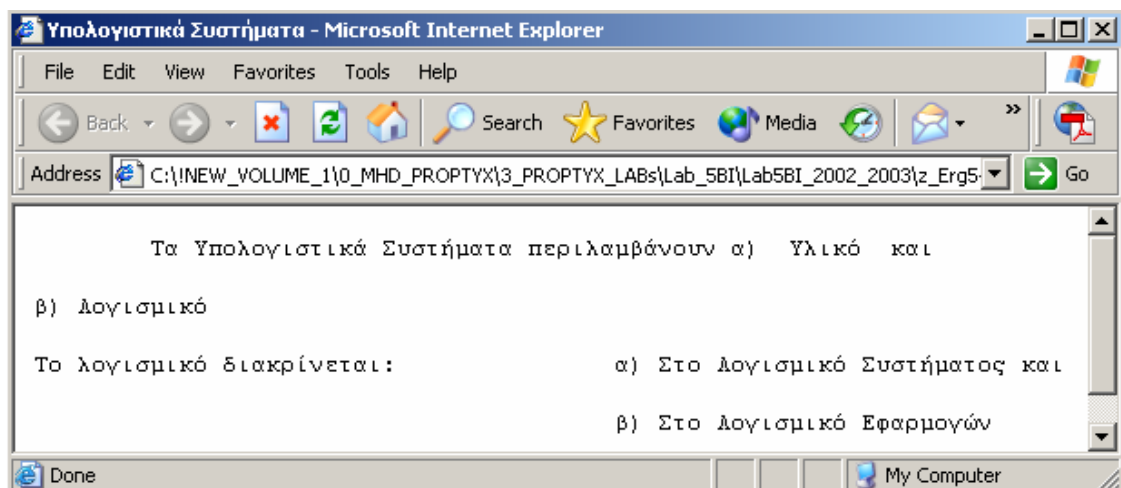 Υπολογιστικά Συστήματα - Microsoft Internet Explorer
File Edit View Favorites Tools Help
Back Search Favorites Media »
Address C:\!NEW_VOLUME_1\0_MHD_PROPTYX\3_PROPTYX_LABs\Lab_5BI\Lab5BI_2002_2003\z_Erg5- Go
Τα Υπολογιστικά Συστήματα περιλαμβάνουν α) Υλικό και
β) Λογισμικό
Το λογισμικό διακρίνεται: α) Στο Λογισμικό Συστήματος και
β) Στο Λογισμικό Εφαρμογών
Done My Computer